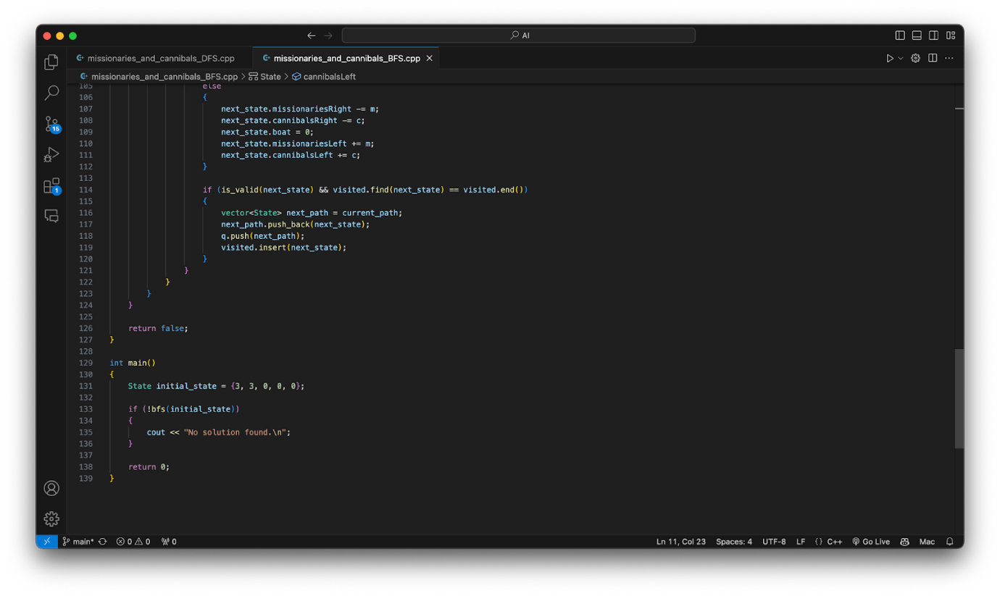 AI
missionaries_and_cannibals_DFS.cpp
missionaries_and_cannibals_BFS.cpp
missionaries_and_cannibals_BFS.cpp > State > cannibalsLeft
105 else
106 {
107 next_state.missionariesRight -= m;
108 next_state.cannibalsRight -= c;
109 next_state.boat = 0;
110 next_state.missionariesLeft += m;
111 next_state.cannibalsLeft += c;
112 }
113
114 if (is_valid(next_state) && visited.find(next_state) == visited.end())
115 {
116 vector<State> next_path = current_path;
117 next_path.push_back(next_state);
118 q.push(next_path);
119 visited.insert(next_state);
120 }
121 }
122 }
123 }
124 }
125
126 return false;
127 }
128
129 int main()
130 {
131 State initial_state = {3, 3, 0, 0, 0};
132
133 if (!bfs(initial_state))
134 {
135 cout << "No solution found.\n";
136 }
137
138 return 0;
139 }
15
1
main* 0 0 0 Ln 11, Col 23 Spaces: 4 UTF-8 LF {} C++ Go Live Mac